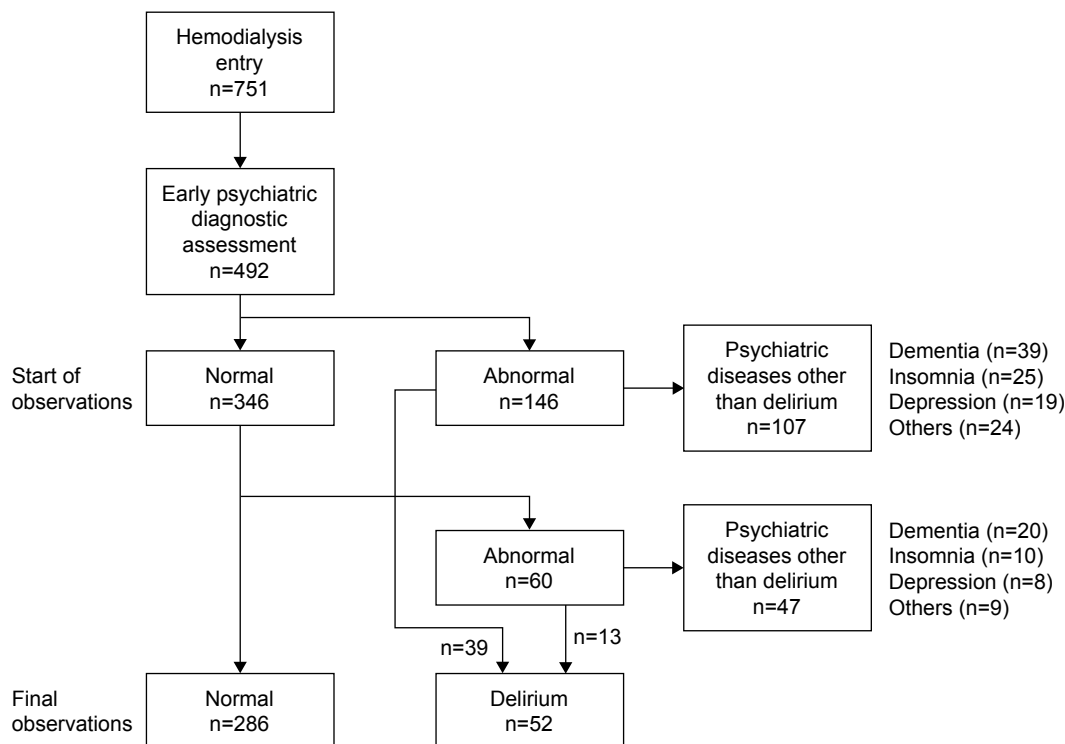 Hemodialysis
entry
n=751
Early psychiatric
diagnostic
assessment
n=492
Start of
observations
Normal
n=346
Abnormal
n=146
Psychiatric
diseases other
than delirium
n=107
Dementia (n=39)
Insomnia (n=25)
Depression (n=19)
Others (n=24)
Abnormal
n=60
Psychiatric
diseases other
than delirium
n=47
Dementia (n=20)
Insomnia (n=10)
Depression (n=8)
Others (n=9)
n=39
n=13
Final
observations
Normal
n=286
Delirium
n=52